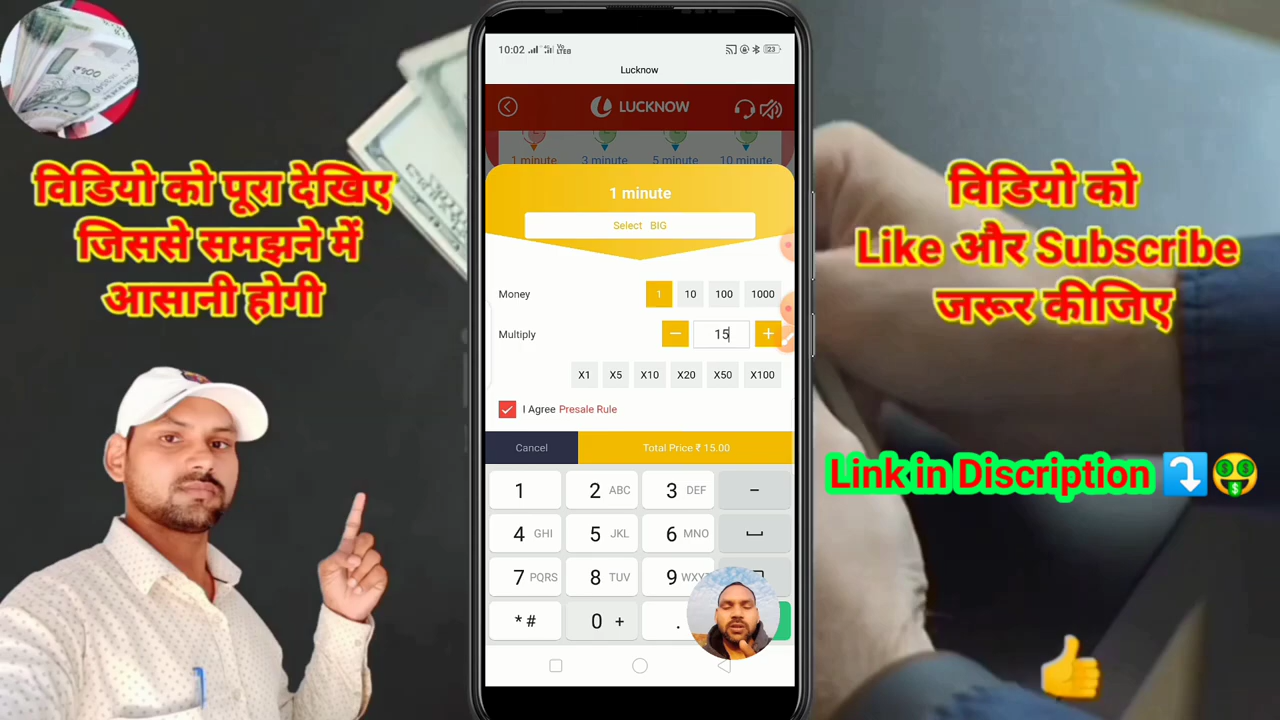 विडियो को पूरा देखिए
जिससे समझने में
आसानी होगी
10:02
Lucknow
LUCKNOW
1 minute 3 minute 5 minute 10 minute
1 minute
Select BIG
Money 1 10 100 1000
Multiply − 15 +
X1 X5 X10 X20 X50 X100
I Agree Presale Rule
Cancel Total Price ₹ 15.00
1 2 ABC 3 DEF −
4 GHI 5 JKL 6 MNO
7 PQRS 8 TUV 9 WXYZ
* # 0 + .
विडियो को
Like और Subscribe
जरूर कीजिए
Link in Discription